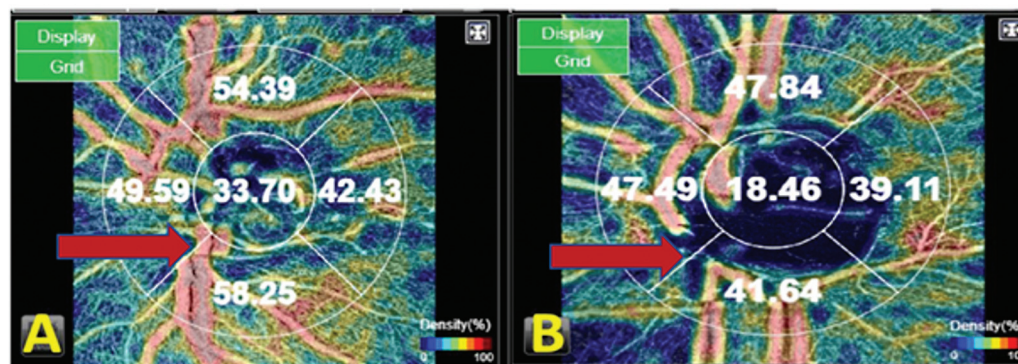 Display
Grid
54.39
49.59 33.70 42.43
58.25
A
Density(%)
0 100
Display
Grid
47.84
47.49 18.46 39.11
41.64
B
Density(%)
0 100